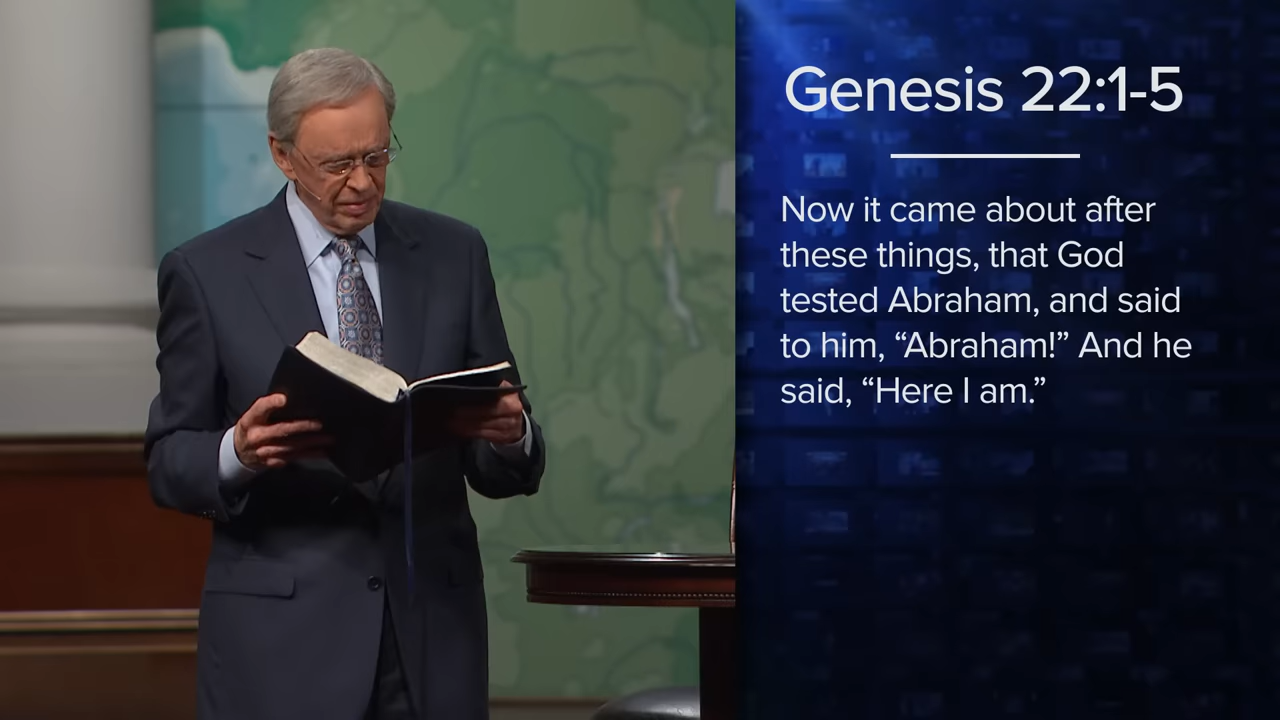 Genesis 22:1-5
Now it came about after
these things, that God
tested Abraham, and said
to him, “Abraham!” And he
said, “Here I am.”